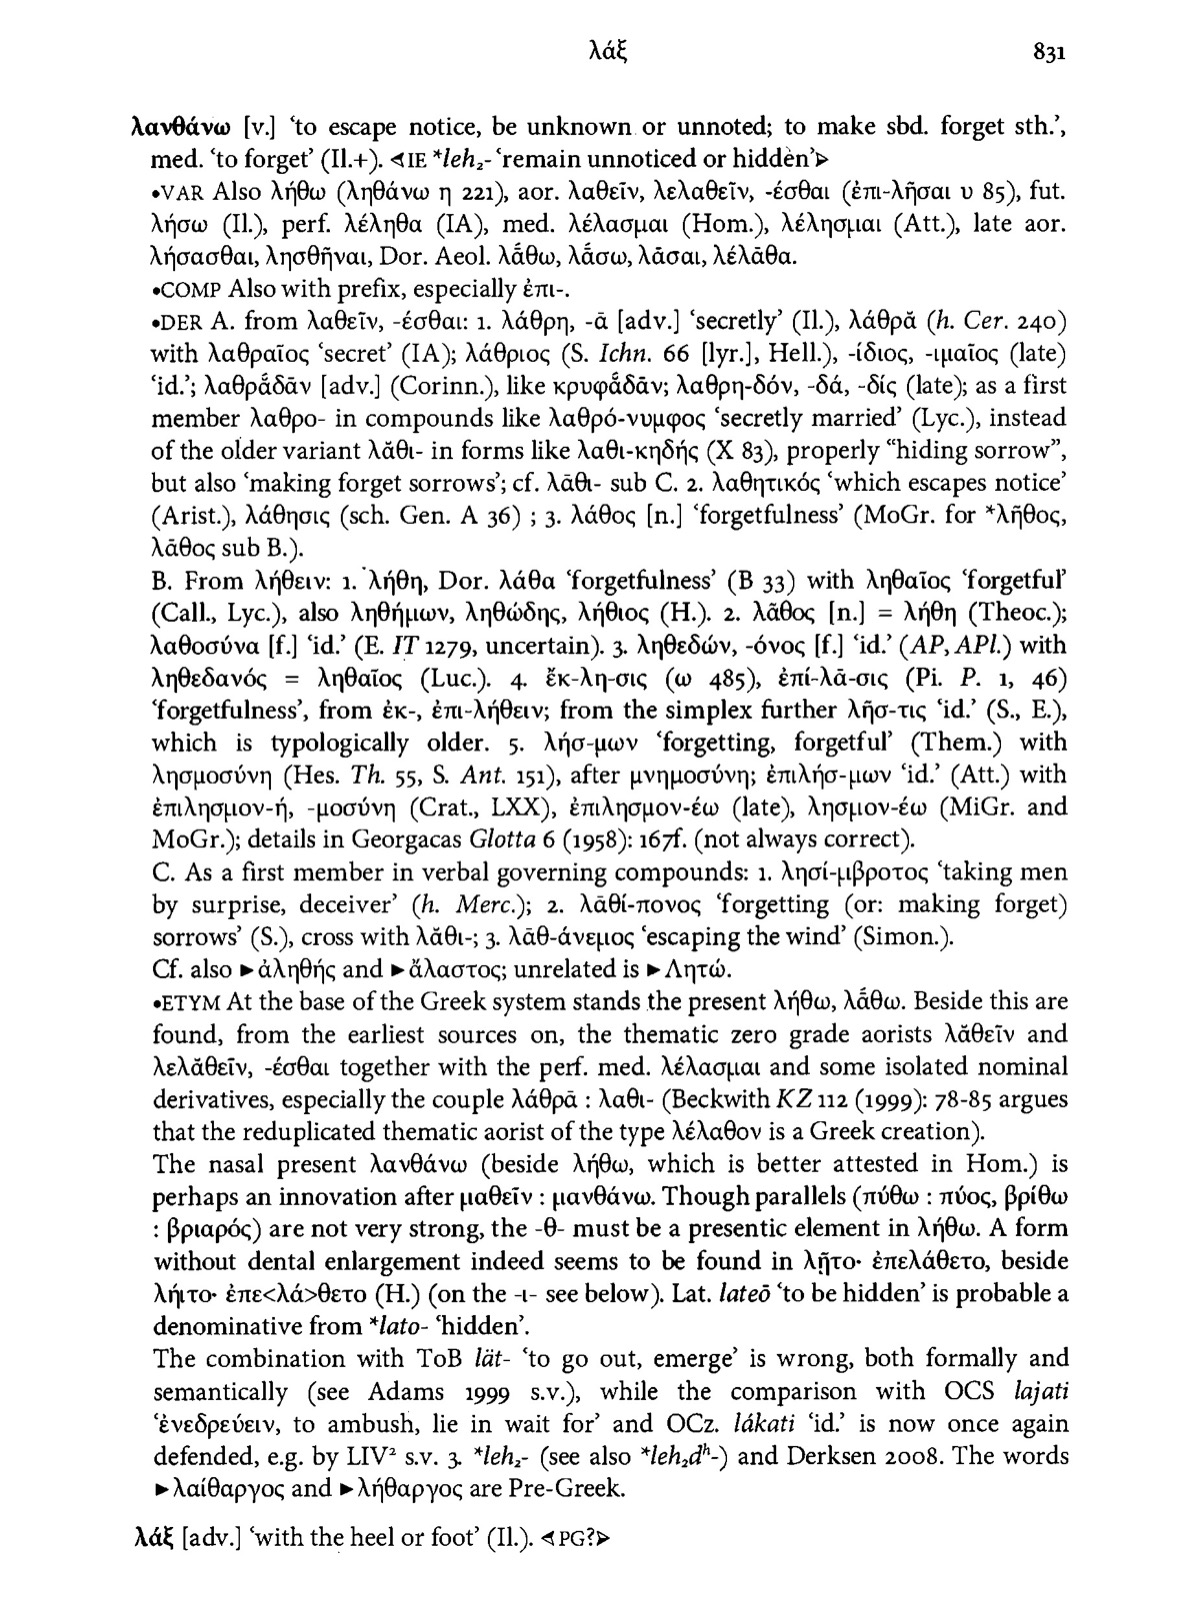 λάξ 831
λανθάνω [v.] ‘to escape notice, be unknown or unnoted; to make sbd. forget sth.’,
med. ‘to forget’ (Il.+). ⊲IE *leh₂- ‘remain unnoticed or hidden’⊳
•VAR Also λήθω (ληθάνω η 221), aor. λαθεῖν, λελαθεῖν, -έσθαι (ἐπι-λῆσαι υ 85), fut.
λήσω (Il.), perf. λέληθα (IA), med. λέλασμαι (Hom.), λέλησμαι (Att.), late aor.
λήσασθαι, λησθῆναι, Dor. Aeol. λᾱ́θω, λᾱ́σω, λᾶσαι, λέλᾱθα.
•COMP Also with prefix, especially ἐπι-.
•DER A. from λαθεῖν, -έσθαι: 1. λάθρη, -ᾱ [adv.] ‘secretly’ (Il.), λάθρᾰ (h. Cer. 240)
with λαθραῖος ‘secret’ (IA); λάθριος (S. Ichn. 66 [lyr.], Hell.), -ίδιος, -ιμαῖος (late)
‘id.’; λαθρᾱ́δᾱν [adv.] (Corinn.), like κρυφᾱ́δᾱν; λαθρη-δόν, -δά, -δίς (late); as a first
member λαθρο- in compounds like λαθρό-νυμφος ‘secretly married’ (Lyc.), instead
of the older variant λᾰθι- in forms like λαθι-κηδής (X 83), properly “hiding sorrow”,
but also ‘making forget sorrows’; cf. λᾱθι- sub C. 2. λαθητικός ‘which escapes notice’
(Arist.), λάθησις (sch. Gen. A 36) ; 3. λάθος [n.] ‘forgetfulness’ (MoGr. for *λῆθος,
λᾶθος sub B.).
B. From λήθειν: 1. λήθη, Dor. λάθα ‘forgetfulness’ (B 33) with ληθαῖος ‘forgetful’
(Call., Lyc.), also ληθήμων, ληθώδης, λήθιος (H.). 2. λᾶθος [n.] = λήθη (Theoc.);
λαθοσύνα [f.] ‘id.’ (E. IT 1279, uncertain). 3. ληθεδών, -όνος [f.] ‘id.’ (AP, APl.) with
ληθεδανός = ληθαῖος (Luc.). 4. ἔκ-λη-σις (ω 485), ἐπί-λᾱ-σις (Pi. P. 1, 46)
‘forgetfulness’, from ἐκ-, ἐπι-λήθειν; from the simplex further λῆσ-τις ‘id.’ (S., E.),
which is typologically older. 5. λήσ-μων ‘forgetting, forgetful’ (Them.) with
λησμοσύνη (Hes. Th. 55, S. Ant. 151), after μνημοσύνη; ἐπιλήσ-μων ‘id.’ (Att.) with
ἐπιλησμον-ή, -μοσύνη (Crat., LXX), ἐπιλησμον-έω (late), λησμιον-έω (MiGr. and
MoGr.); details in Georgacas Glotta 6 (1958): 167f. (not always correct).
C. As a first member in verbal governing compounds: 1. λησί-μβροτος ‘taking men
by surprise, deceiver’ (h. Merc.); 2. λᾱθί-πονος ‘forgetting (or: making forget)
sorrows’ (S.), cross with λᾰθι-; 3. λᾱθ-άνεμος ‘escaping the wind’ (Simon.).
Cf. also ►ἀληθής and ►ἄλαστος; unrelated is ►Λητώ.
•ETYM At the base of the Greek system stands the present λήθω, λᾱ́θω. Beside this are
found, from the earliest sources on, the thematic zero grade aorists λᾰθεῖν and
λελᾰθεῖν, -έσθαι together with the perf. med. λέλασμαι and some isolated nominal
derivatives, especially the couple λάθρᾱ : λαθι- (Beckwith KZ 112 (1999): 78-85 argues
that the reduplicated thematic aorist of the type λέλαθον is a Greek creation).
The nasal present λανθάνω (beside λήθω, which is better attested in Hom.) is
perhaps an innovation after μαθεῖν : μανθάνω. Though parallels (πύθω : πύος, βρίθω
: βριαρός) are not very strong, the -θ- must be a presentic element in λήθω. A form
without dental enlargement indeed seems to be found in λῇτο· ἐπελάθετο, beside
λήιτο· ἐπε<λά>θετο (H.) (on the -ι- see below). Lat. lateō ‘to be hidden’ is probable a
denominative from *lato- ‘hidden’.
The combination with ToB lät- ‘to go out, emerge’ is wrong, both formally and
semantically (see Adams 1999 s.v.), while the comparison with OCS lajati
‘ἐνεδρεύειν, to ambush, lie in wait for’ and OCz. lákati ‘id.’ is now once again
defended, e.g. by LIV² s.v. 3. *leh₂- (see also *leh₂dʰ-) and Derksen 2008. The words
►λαίθαργος and ►λήθαργος are Pre-Greek.
λάξ [adv.] ‘with the heel or foot’ (Il.). ⊲PG?⊳